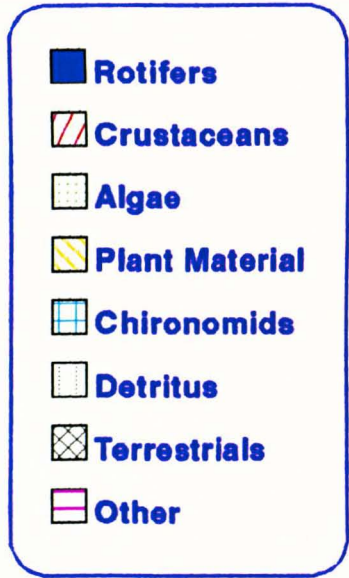 Rotifers
Crustaceans
Algae
Plant Material
Chironomids
Detritus
Terrestrials
Other